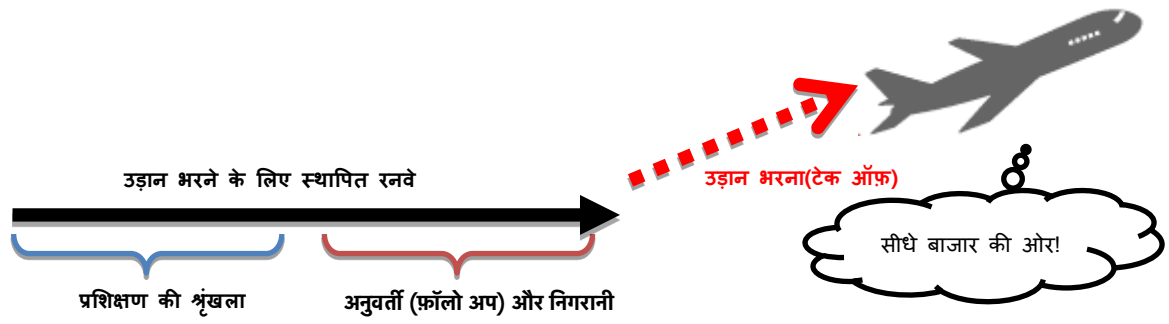 उड़ान भरने के लिए स्थापित रनवे
उड़ान भरना(टेक ऑफ़)
सीधे बाजार की ओर!
प्रशिक्षण की श्रृंखला
अनुवर्ती (फ़ॉलो अप) और निगरानी